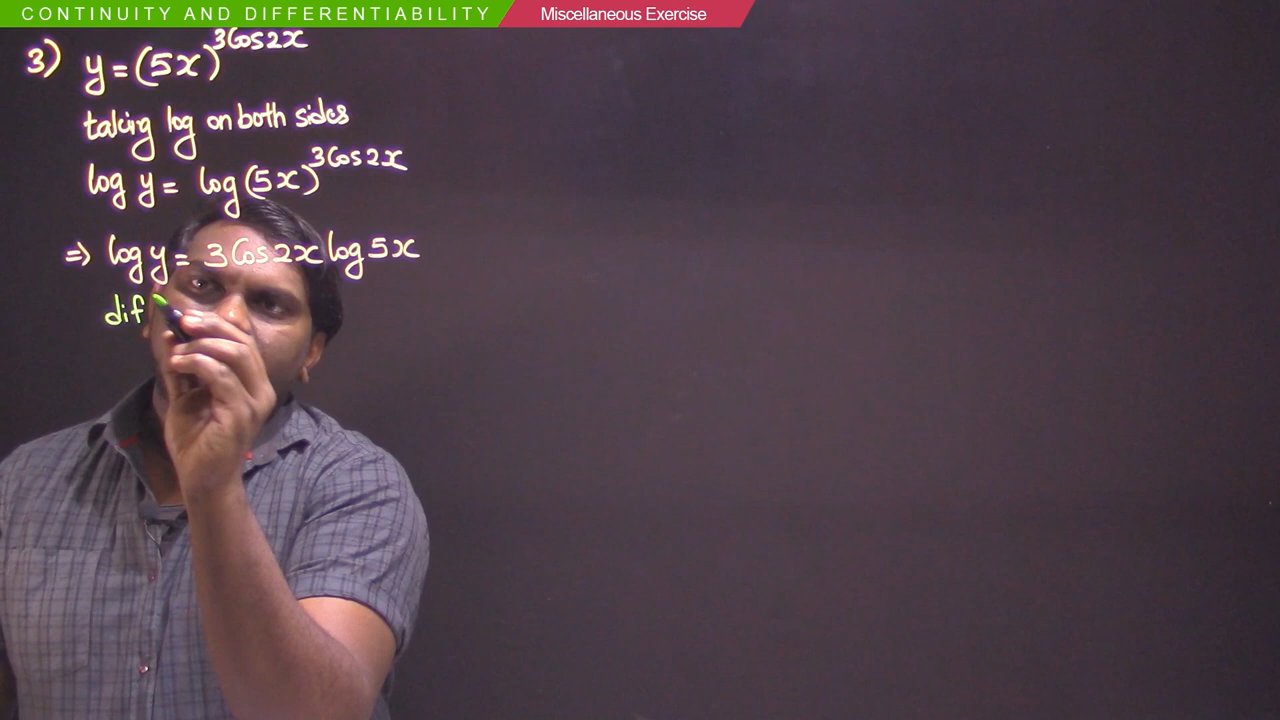 CONTINUITY AND DIFFERENTIABILITY Miscellaneous Exercise
3) y = (5x)^3Cos2x
taking log on both sides
log y = log (5x)^3Cos2x
⇒ log y = 3Cos2x log 5x
dif